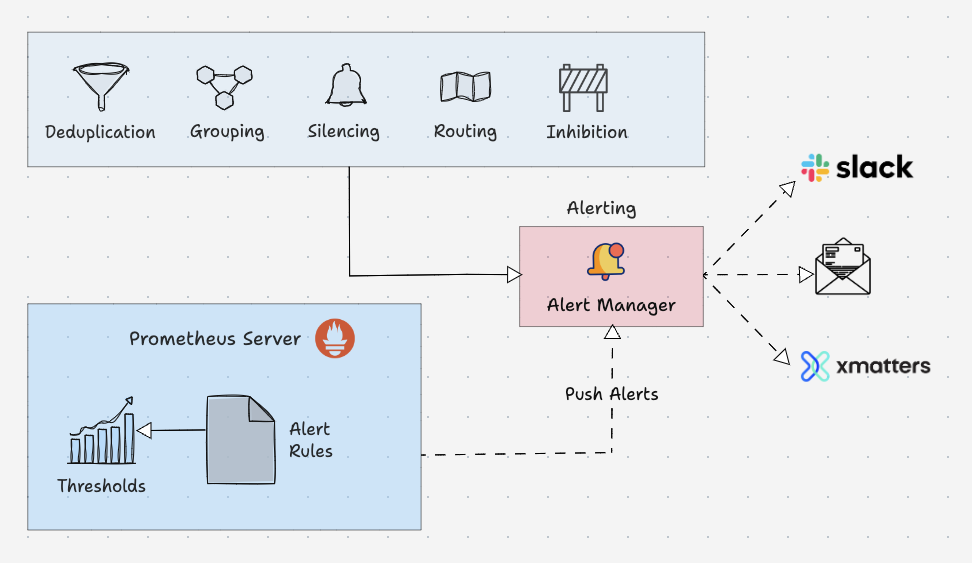 Deduplication
Grouping
Silencing
Routing
Inhibition
slack
Alerting
Alert Manager
xmatters
Prometheus Server
Push Alerts
Alert
Rules
Thresholds